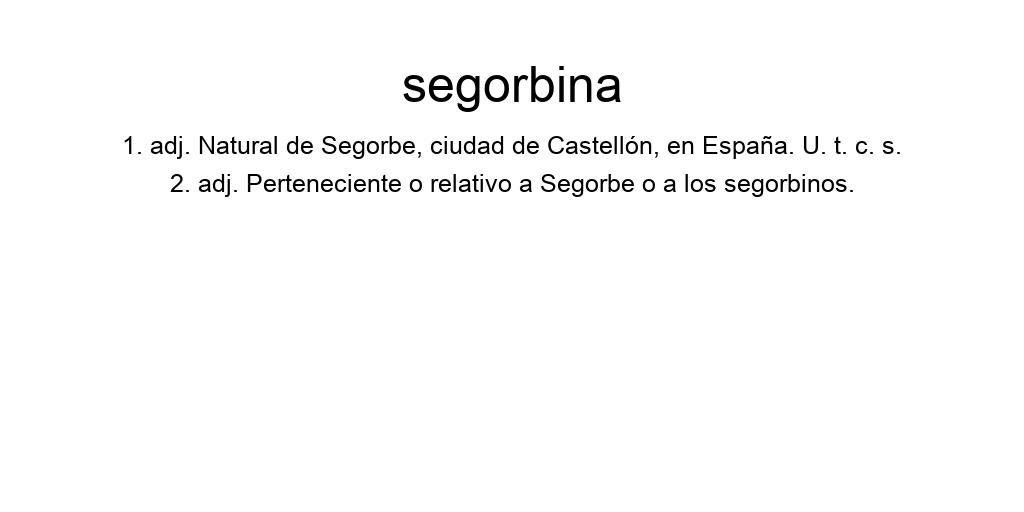 segorbina
1. adj. Natural de Segorbe, ciudad de Castellón, en España. U. t. c. s.
2. adj. Perteneciente o relativo a Segorbe o a los segorbinos.